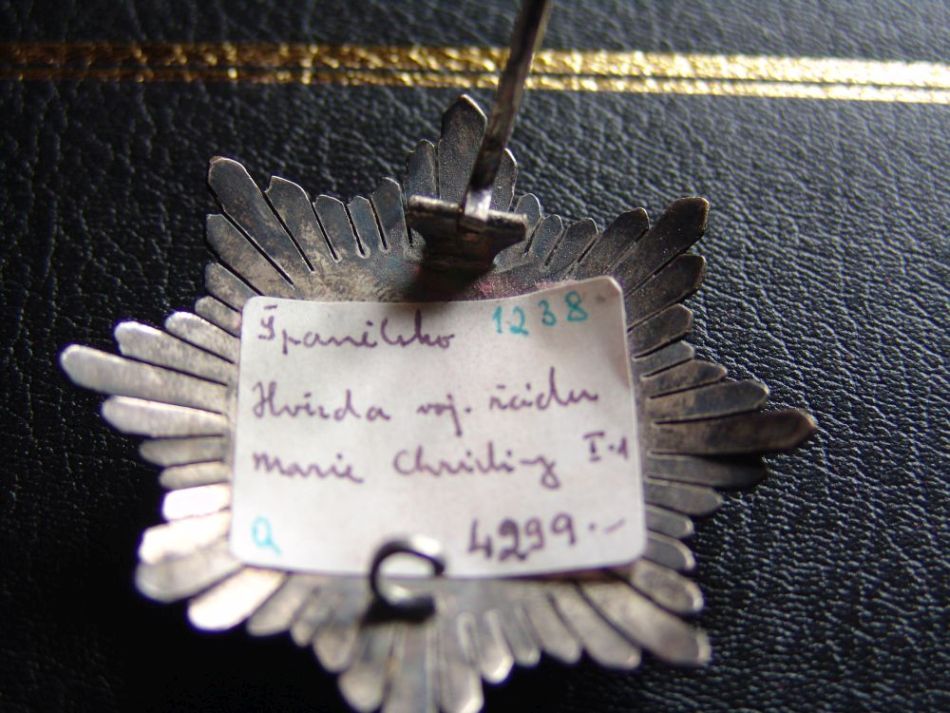 Španělsko 1238
Hvězda voj. řádu
Marie Christiny I.
Q 4299.-